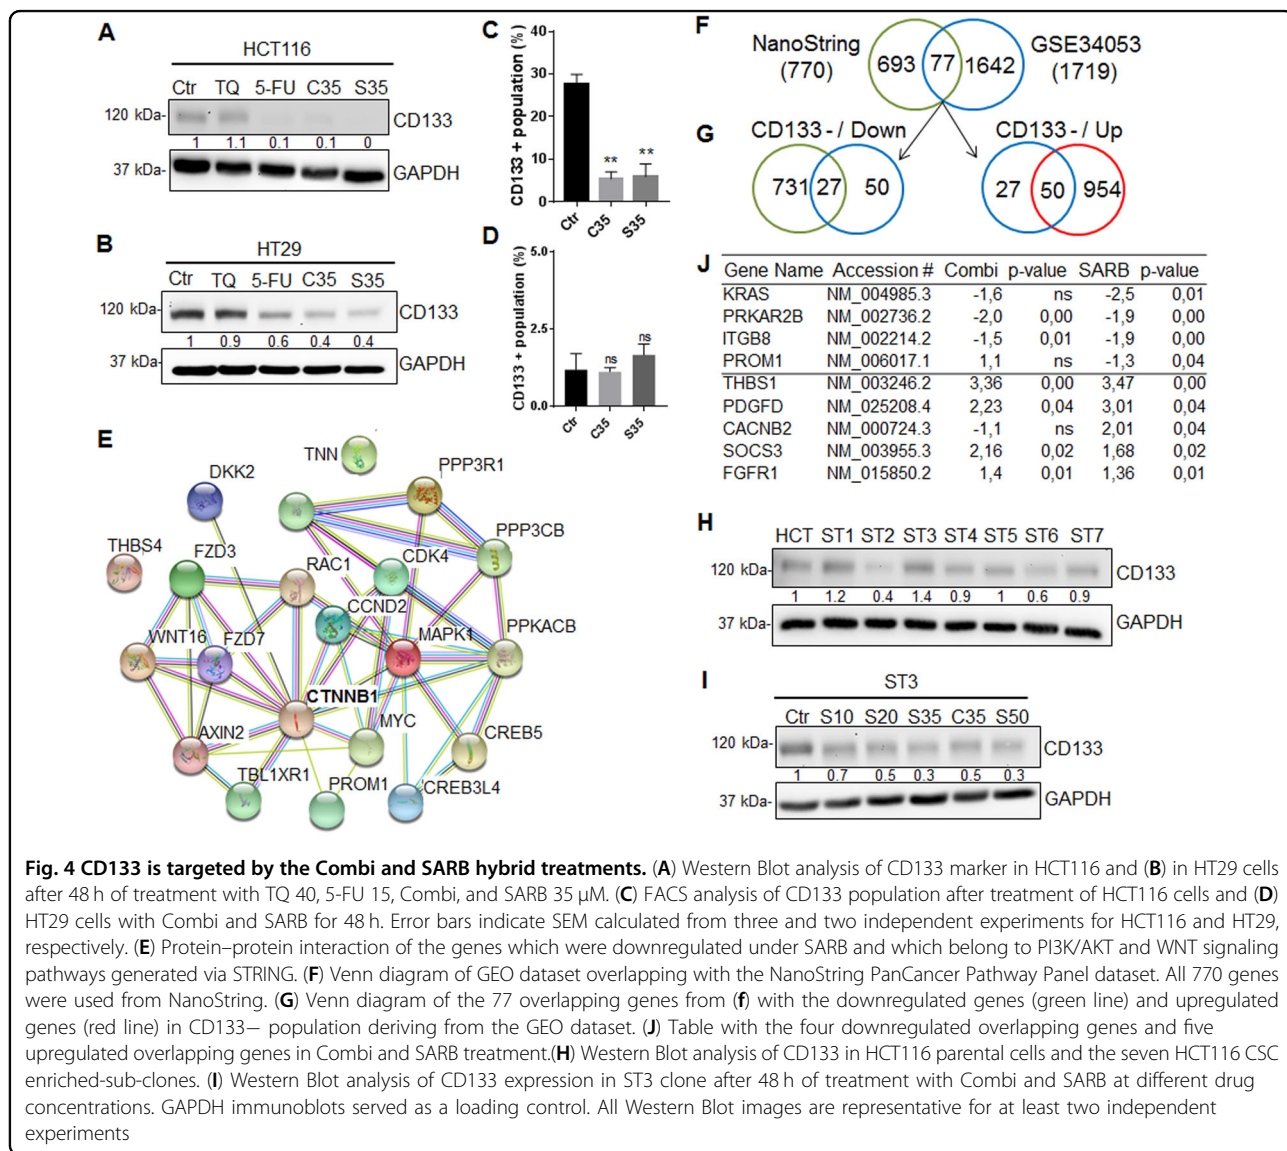 A
HCT116
Ctr TQ 5-FU C35 S35
120 kDa-
CD133
1 1.1 0.1 0.1 0
37 kDa-
GAPDH
B
HT29
Ctr TQ 5-FU C35 S35
120 kDa-
CD133
1 0.9 0.6 0.4 0.4
37 kDa-
GAPDH
C
CD133 + population (%)
40
30
20
10
0
** **
Ctr C35 S35
D
CD133 + population (%)
5.0
2.5
0.0
ns ns
Ctr C35 S35
E
TNN
DKK2
PPP3R1
THBS4
FZD3
PPP3CB
RAC1
CDK4
CCND2
WNT16
FZD7
MAPK1
PPKACB
CTNNB1
AXIN2
MYC
CREB5
TBL1XR1
PROM1
CREB3L4
F
NanoString
(770)
693 77 1642
GSE34053
(1719)
G
CD133 - / Down
CD133 - / Up
731 27 50
27 50 954
J
Gene Name Accession # Combi p-value SARB p-value
KRAS NM_004985.3 -1,6 ns -2,5 0,01
PRKAR2B NM_002736.2 -2,0 0,00 -1,9 0,00
ITGB8 NM_002214.2 -1,5 0,01 -1,9 0,00
PROM1 NM_006017.1 1,1 ns -1,3 0,04
THBS1 NM_003246.2 3,36 0,00 3,47 0,00
PDGFD NM_025208.4 2,23 0,04 3,01 0,04
CACNB2 NM_000724.3 -1,1 ns 2,01 0,04
SOCS3 NM_003955.3 2,16 0,02 1,68 0,02
FGFR1 NM_015850.2 1,4 0,01 1,36 0,01
H
HCT ST1 ST2 ST3 ST4 ST5 ST6 ST7
120 kDa-
CD133
1 1.2 0.4 1.4 0.9 1 0.6 0.9
37 kDa-
GAPDH
I
ST3
Ctr S10 S20 S35 C35 S50
120 kDa-
CD133
1 0.7 0.5 0.3 0.5 0.3
37 kDa-
GAPDH
Fig. 4 CD133 is targeted by the Combi and SARB hybrid treatments. (A) Western Blot analysis of CD133 marker in HCT116 and (B) in HT29 cells
after 48 h of treatment with TQ 40, 5-FU 15, Combi, and SARB 35 μM. (C) FACS analysis of CD133 population after treatment of HCT116 cells and (D)
HT29 cells with Combi and SARB for 48 h. Error bars indicate SEM calculated from three and two independent experiments for HCT116 and HT29,
respectively. (E) Protein–protein interaction of the genes which were downregulated under SARB and which belong to PI3K/AKT and WNT signaling
pathways generated via STRING. (F) Venn diagram of GEO dataset overlapping with the NanoString PanCancer Pathway Panel dataset. All 770 genes
were used from NanoString. (G) Venn diagram of the 77 overlapping genes from (f) with the downregulated genes (green line) and upregulated
genes (red line) in CD133− population deriving from the GEO dataset. (J) Table with the four downregulated overlapping genes and five
upregulated overlapping genes in Combi and SARB treatment.(H) Western Blot analysis of CD133 in HCT116 parental cells and the seven HCT116 CSC
enriched-sub-clones. (I) Western Blot analysis of CD133 expression in ST3 clone after 48 h of treatment with Combi and SARB at different drug
concentrations. GAPDH immunoblots served as a loading control. All Western Blot images are representative for at least two independent
experiments